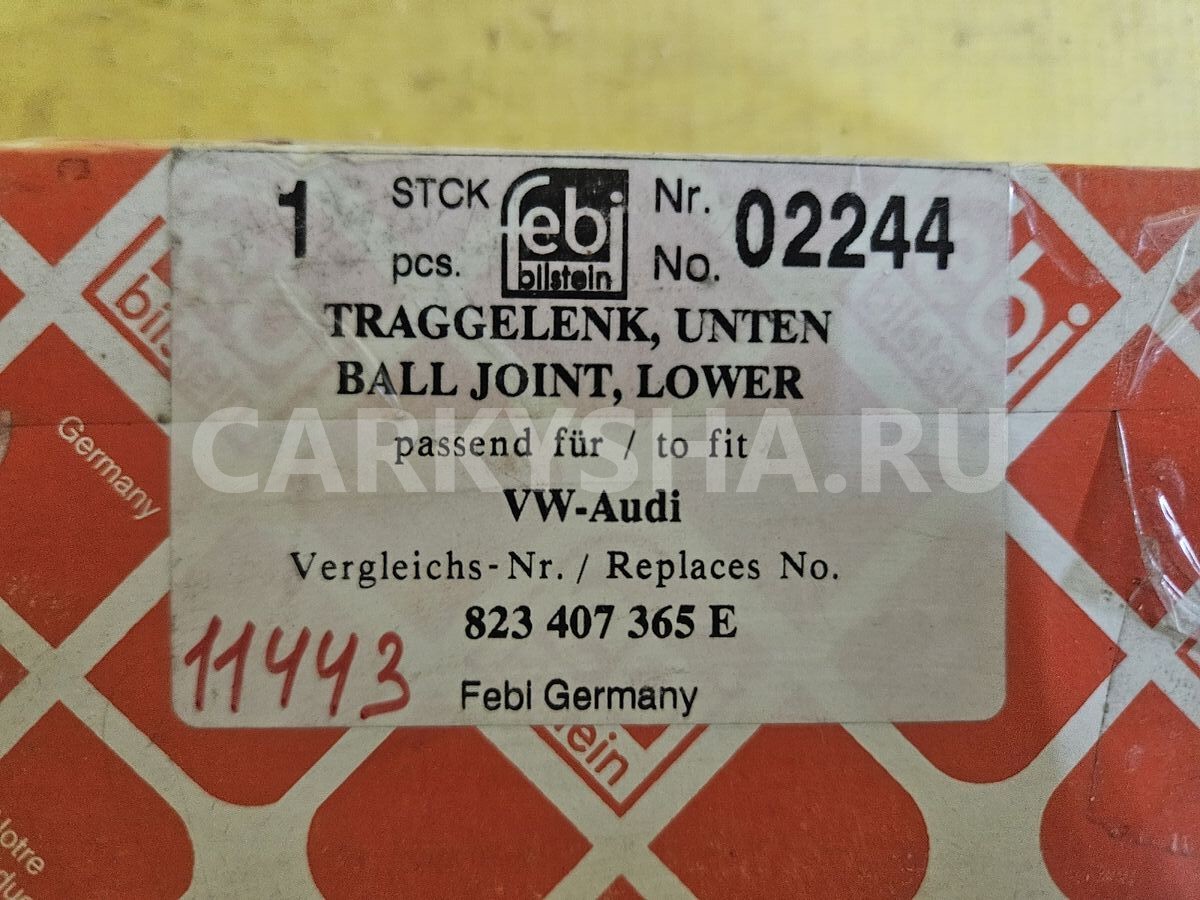 1 STCK pcs. febi bilstein Nr. No. 02244
TRAGGELENK, UNTEN
BALL JOINT, LOWER
passend für / to fit
CARKYSHA.RU
VW-Audi
Vergleichs-Nr. / Replaces No.
823 407 365 E
11443
Febi Germany
Germany